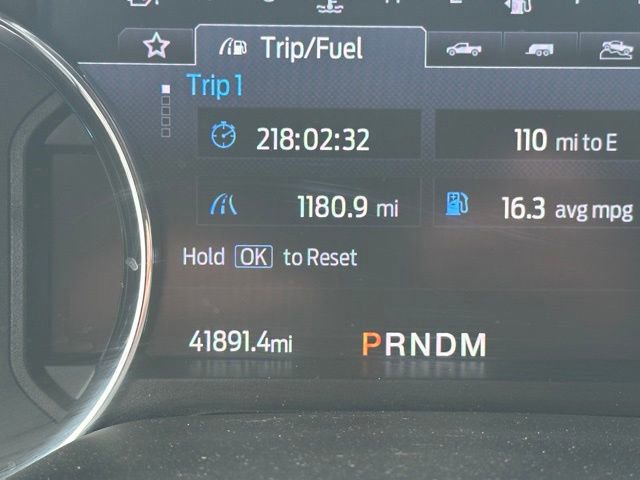 Trip/Fuel
Trip 1
218:02:32
110 mi to E
1180.9 mi
16.3 avg mpg
Hold OK to Reset
41891.4mi
PRNDM